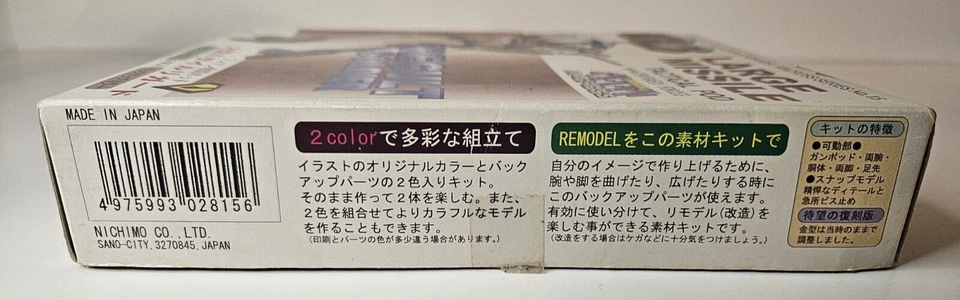 LARGE
MISSILE
MADE IN JAPAN
4 975993 028156
NICHIMO CO.,LTD.
SANO-CITY,3270845,JAPAN
2colorで多彩な組立て
イラストのオリジナルカラーとバック
アップパーツの2色入りキット。
そのまま作って2体を楽しむ。また、
2色を組合せてよりカラフルなモデル
を作ることもできます。
(印刷とパーツの色が多少違う場合があります。)
REMODELをこの素材キットで
自分のイメージで作り上げるために、
腕や脚を曲げたり、広げたりする時に
このバックアップパーツが使えます。
有効に使い分けて、リモデル(改造)を
楽しむ事ができる素材キットです。
(改造をする場合はケガなどに十分気をつけましょう。)
キットの特徴
●可動部●
ガンポッド・両腕・
胴体・両脚・足先
●スナップモデル
精悍なディテールと
急所ビス止め
待望の復刻版
金型は当時のままで
調整しました。